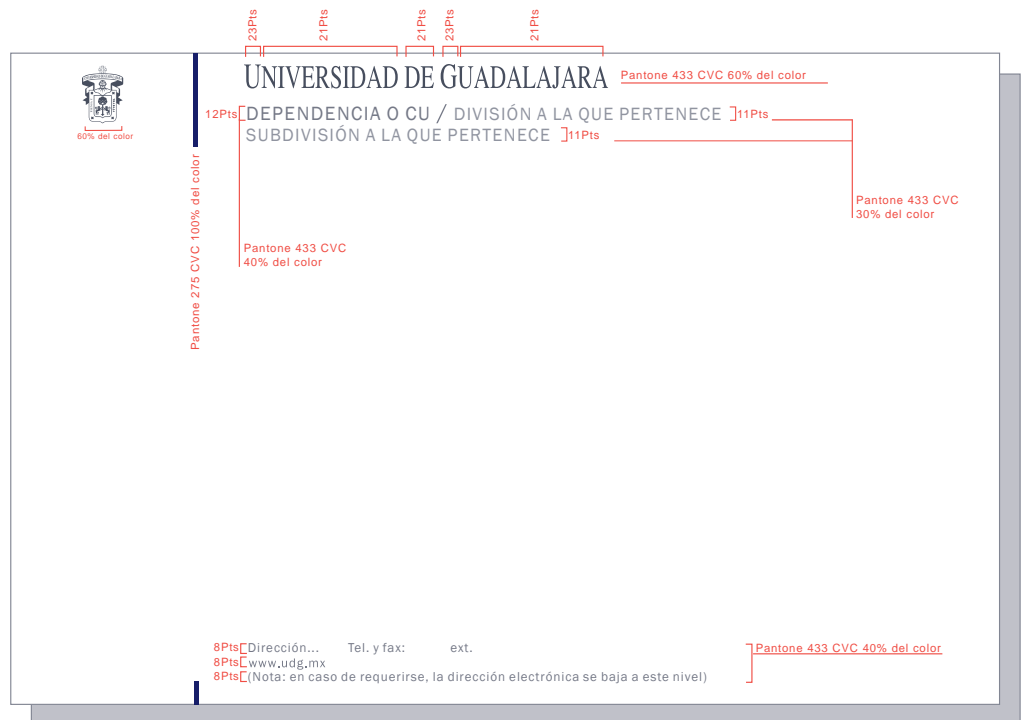 23Pts 21Pts 21Pts 23Pts 21Pts
UNIVERSIDAD DE GUADALAJARA Pantone 433 CVC 60% del color
12Pts DEPENDENCIA O CU / DIVISIÓN A LA QUE PERTENECE 11Pts
SUBDIVISIÓN A LA QUE PERTENECE 11Pts
60% del color
Pantone 275 CVC 100% del color
Pantone 433 CVC
30% del color
Pantone 433 CVC
40% del color
8Pts Dirección... Tel. y fax: ext. Pantone 433 CVC 40% del color
8Pts www.udg.mx
8Pts (Nota: en caso de requerirse, la dirección electrónica se baja a este nivel)